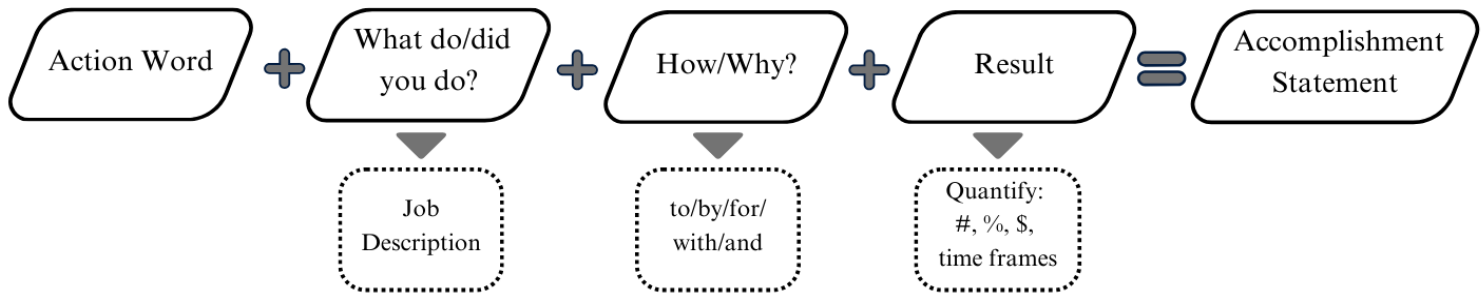 Action Word
What do/did
you do?
How/Why?
Result
Accomplishment
Statement
Job
Description
to/by/for/
with/and
Quantify:
#, %, $,
time frames